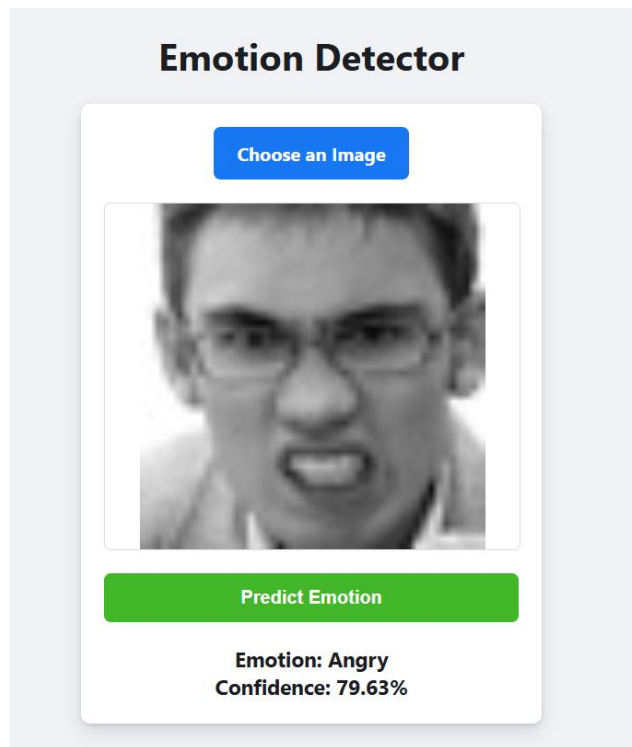 Emotion Detector
Choose an Image
Predict Emotion
Emotion: Angry
Confidence: 79.63%